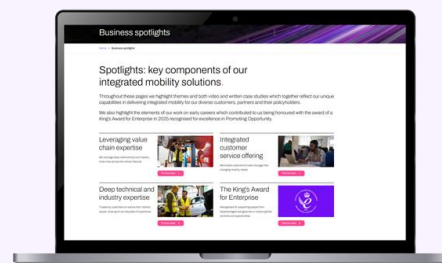 Business spotlights
Home > Business spotlights
Spotlights: key components of our
integrated mobility solutions.
Throughout these pages we highlight themes and both video and written case studies which together reflect our unique
capabilities in delivering integrated mobility for our diverse customers, partners and their policyholders.
We also highlight the elements of our work on early careers which contributed to us being honoured with the award of a
King's Award for Enterprise in 2025 recognised for excellence in Promoting Opportunity.
Leveraging value
chain expertise
Integrated
customer
service offering
Deep technical and
industry expertise
The King's Award
for Enterprise